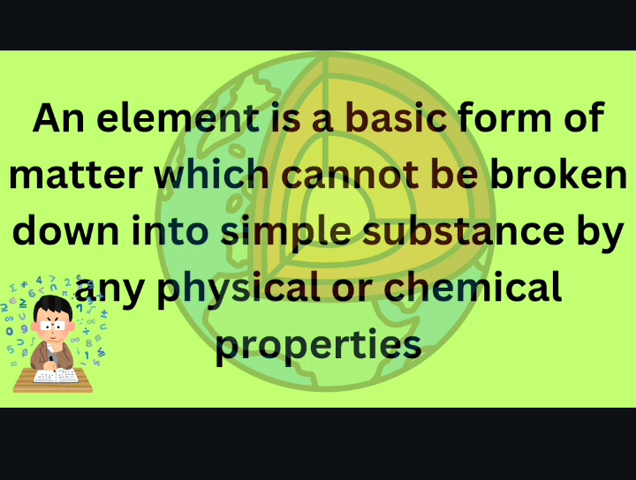 An element is a basic form of
matter which cannot be broken
down into simple substance by
any physical or chemical
properties